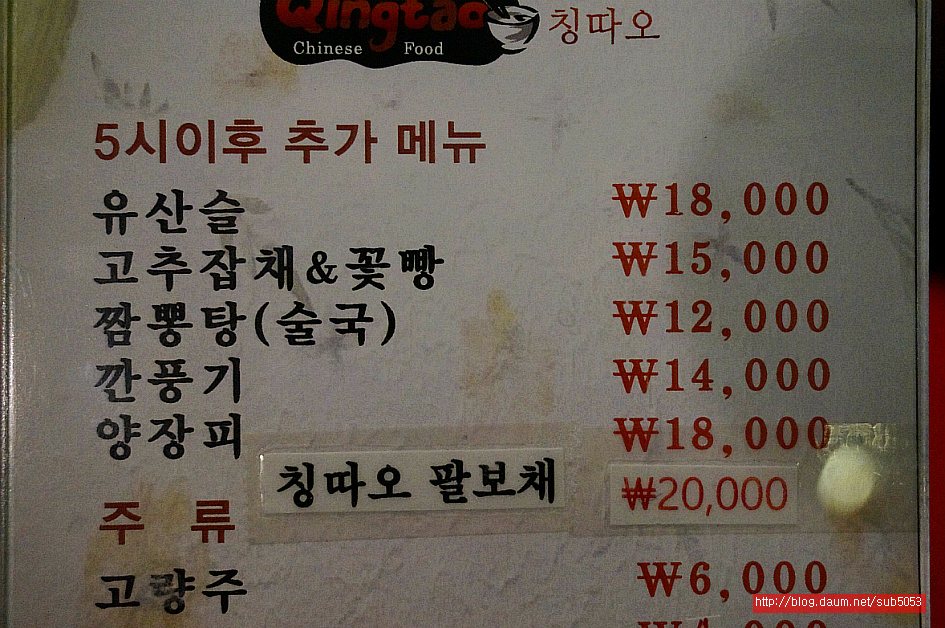 Qingtao
Chinese Food
칭따오
5시이후 추가 메뉴
유산슬 ₩18,000
고추잡채&꽃빵 ₩15,000
짬뽕탕(술국) ₩12,000
깐풍기 ₩14,000
양장피 ₩18,000
칭따오 팔보채 ₩20,000
주 류
고량주 ₩6,000
http://blog.daum.net/sub5053